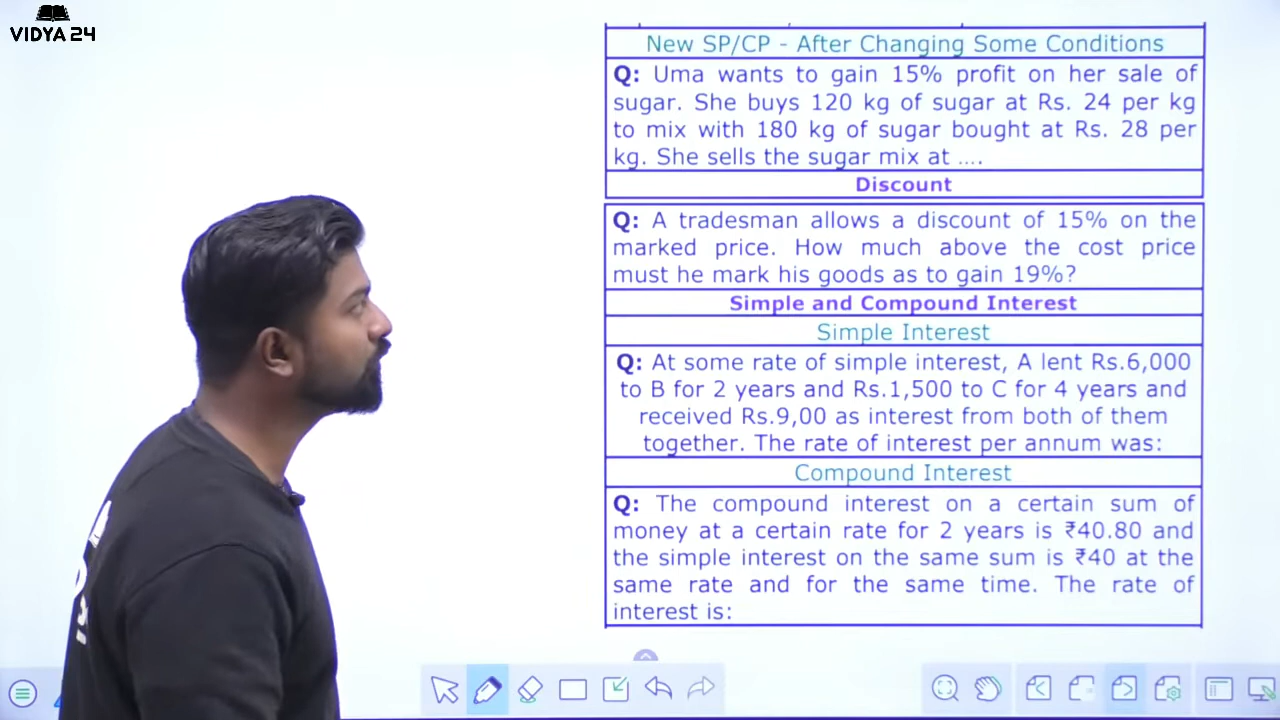 VIDYA 24
New SP/CP - After Changing Some Conditions
Q: Uma wants to gain 15% profit on her sale of
sugar. She buys 120 kg of sugar at Rs. 24 per kg
to mix with 180 kg of sugar bought at Rs. 28 per
kg. She sells the sugar mix at ....
Discount
Q: A tradesman allows a discount of 15% on the
marked price. How much above the cost price
must he mark his goods as to gain 19%?
Simple and Compound Interest
Simple Interest
Q: At some rate of simple interest, A lent Rs.6,000
to B for 2 years and Rs.1,500 to C for 4 years and
received Rs.9,00 as interest from both of them
together. The rate of interest per annum was:
Compound Interest
Q: The compound interest on a certain sum of
money at a certain rate for 2 years is ₹40.80 and
the simple interest on the same sum is ₹40 at the
same rate and for the same time. The rate of
interest is: